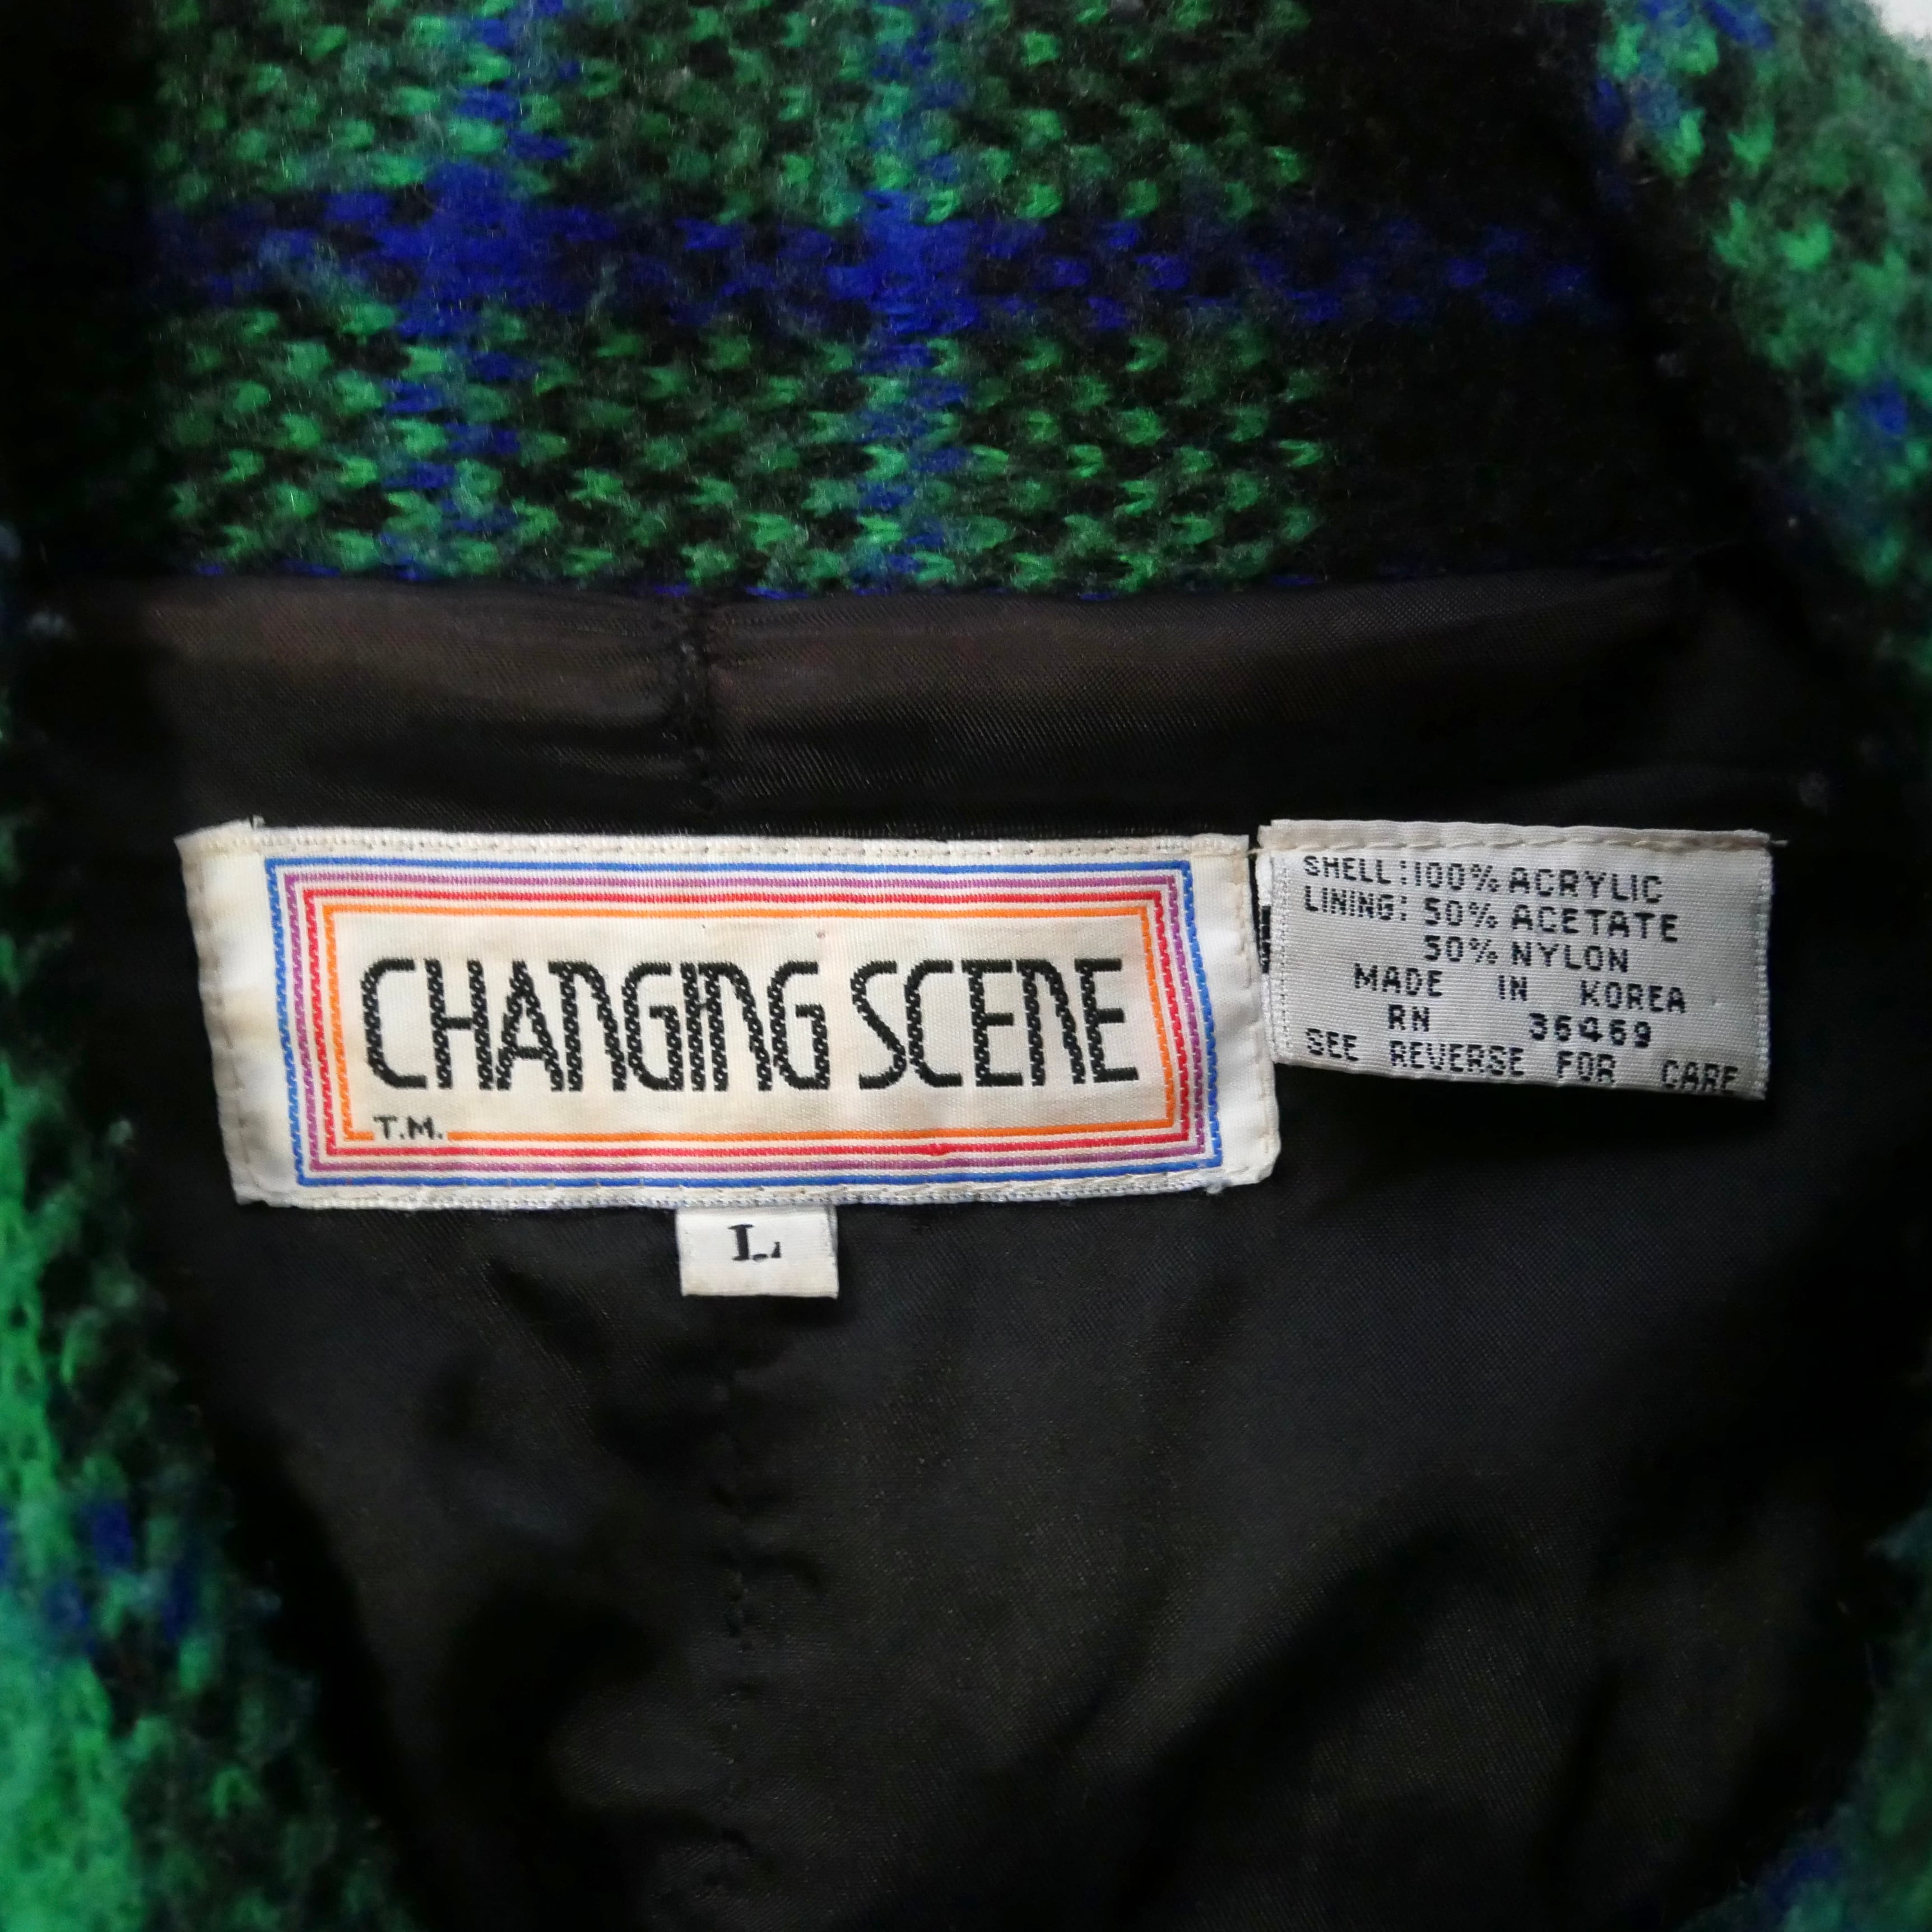 CHANGING SCENE
T.M.
L
SHELL:100% ACRYLIC
LINING: 50% ACETATE
50% NYLON
MADE IN KOREA
RN 36469
SEE REVERSE FOR CARE